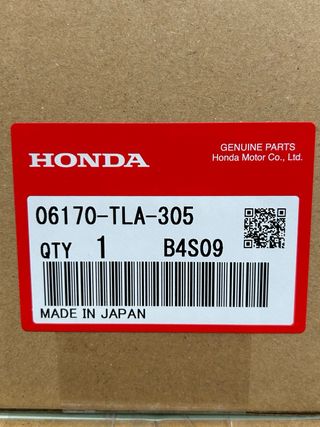 GENUINE PARTS
HONDA Honda Motor Co., Ltd.
06170-TLA-305
QTY 1 B4S09
MADE IN JAPAN